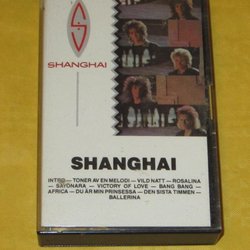 SHANGHAI
SHANGHAI
INTRO — TONER AV EN MELODI — VILD NATT — ROSALINA
— SAYONARA — VICTORY OF LOVE — BANG BANG —
AFRICA — DU ÄR MIN PRINSESSA — DEN SISTA TIMMEN —
BALLERINA